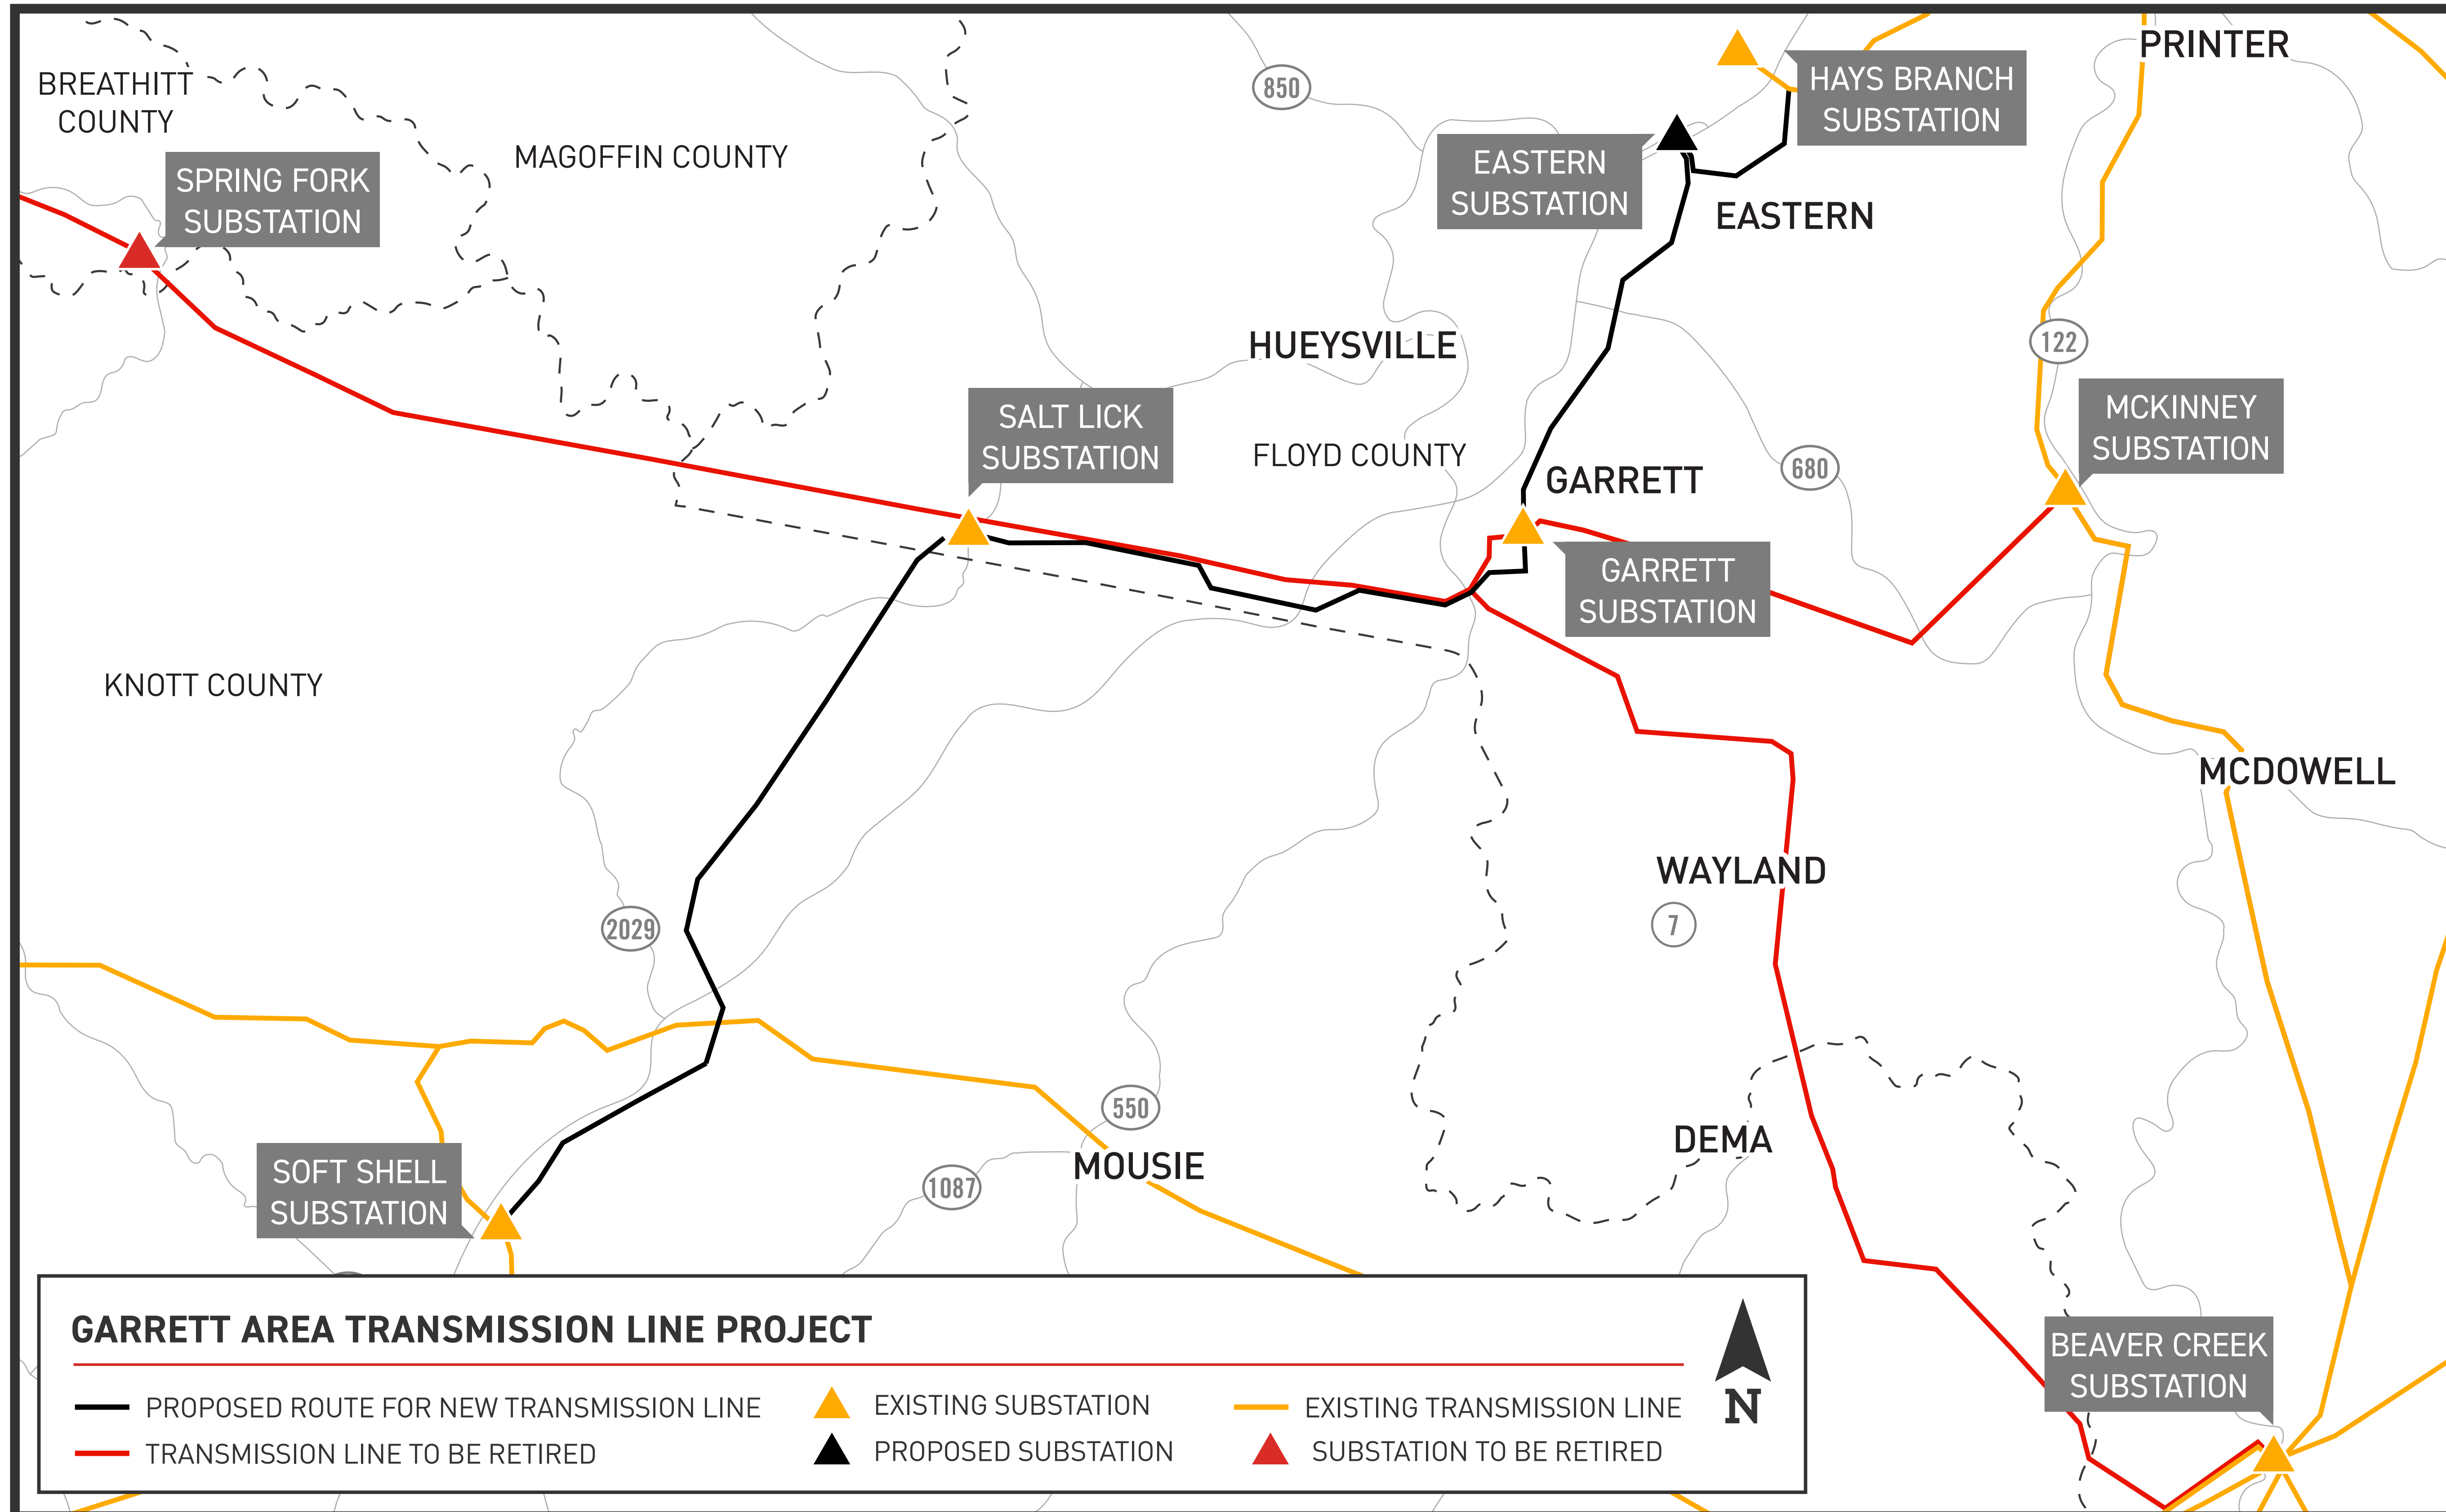 PRINTER
HAYS BRANCH
SUBSTATION
BREATHITT
COUNTY
850
MAGOFFIN COUNTY
EASTERN
SUBSTATION
SPRING FORK
SUBSTATION
EASTERN
HUEYSVILLE
122
SALT LICK
SUBSTATION
MCKINNEY
SUBSTATION
FLOYD COUNTY
680
GARRETT
GARRETT
SUBSTATION
KNOTT COUNTY
MCDOWELL
WAYLAND
7
2029
550
DEMA
MOUSIE
1087
SOFT SHELL
SUBSTATION
BEAVER CREEK
SUBSTATION
GARRETT AREA TRANSMISSION LINE PROJECT
PROPOSED ROUTE FOR NEW TRANSMISSION LINE
TRANSMISSION LINE TO BE RETIRED
EXISTING SUBSTATION
PROPOSED SUBSTATION
EXISTING TRANSMISSION LINE
SUBSTATION TO BE RETIRED
N